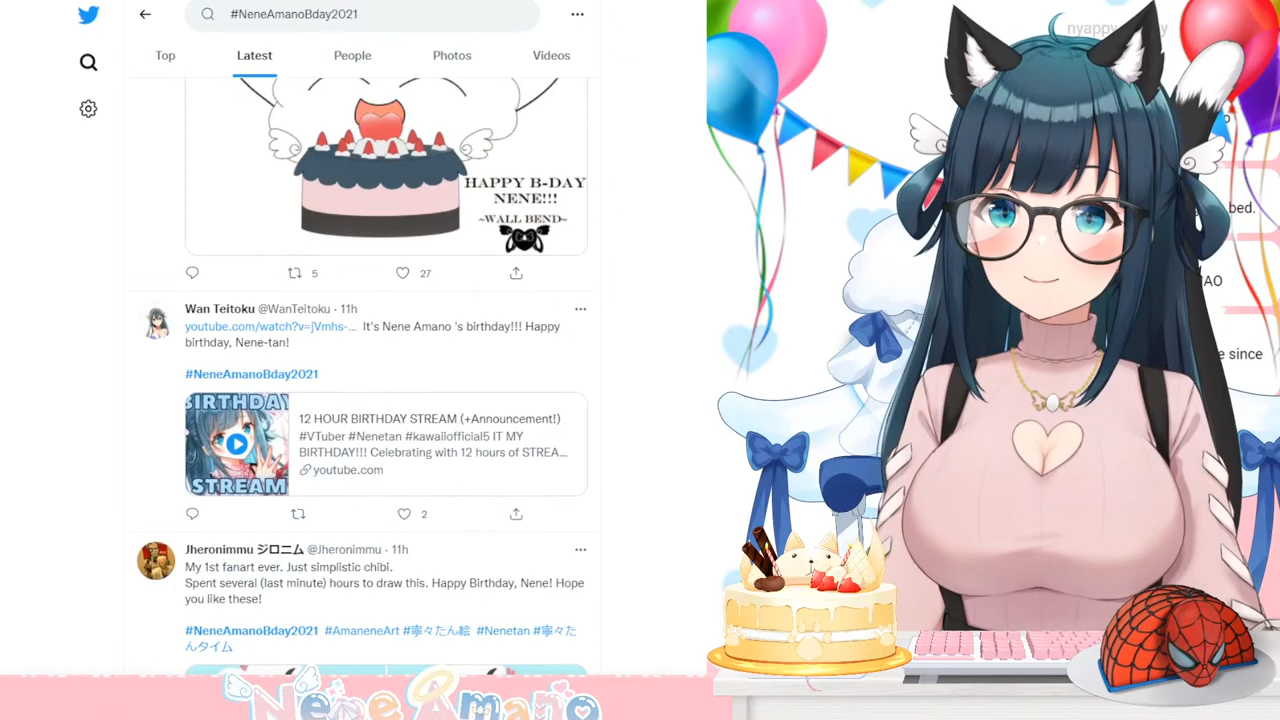 #NeneAmanoBday2021
Top Latest People Photos Videos
HAPPY B-DAY
NENE!!!
~WALL BEND~
5 27
Wan Teitoku @WanTeitoku · 11h
youtube.com/watch?v=jVmhs-... It's Nene Amano 's birthday!!! Happy
birthday, Nene-tan!
#NeneAmanoBday2021
BIRTHDAY
STREAM
12 HOUR BIRTHDAY STREAM (+Announcement!)
#VTuber #Nenetan #kawaiiofficial5 IT MY
BIRTHDAY!!! Celebrating with 12 hours of STREA...
youtube.com
2
Jheronimmu ジロニム @Jheronimmu · 11h
My 1st fanart ever. Just simplistic chibi.
Spent several (last minute) hours to draw this. Happy Birthday, Nene! Hope
you like these!
#NeneAmanoBday2021 #AmaneneArt #寧々たん絵 #Nenetan #寧々た
んタイム
Nene Amano
bed.
e since